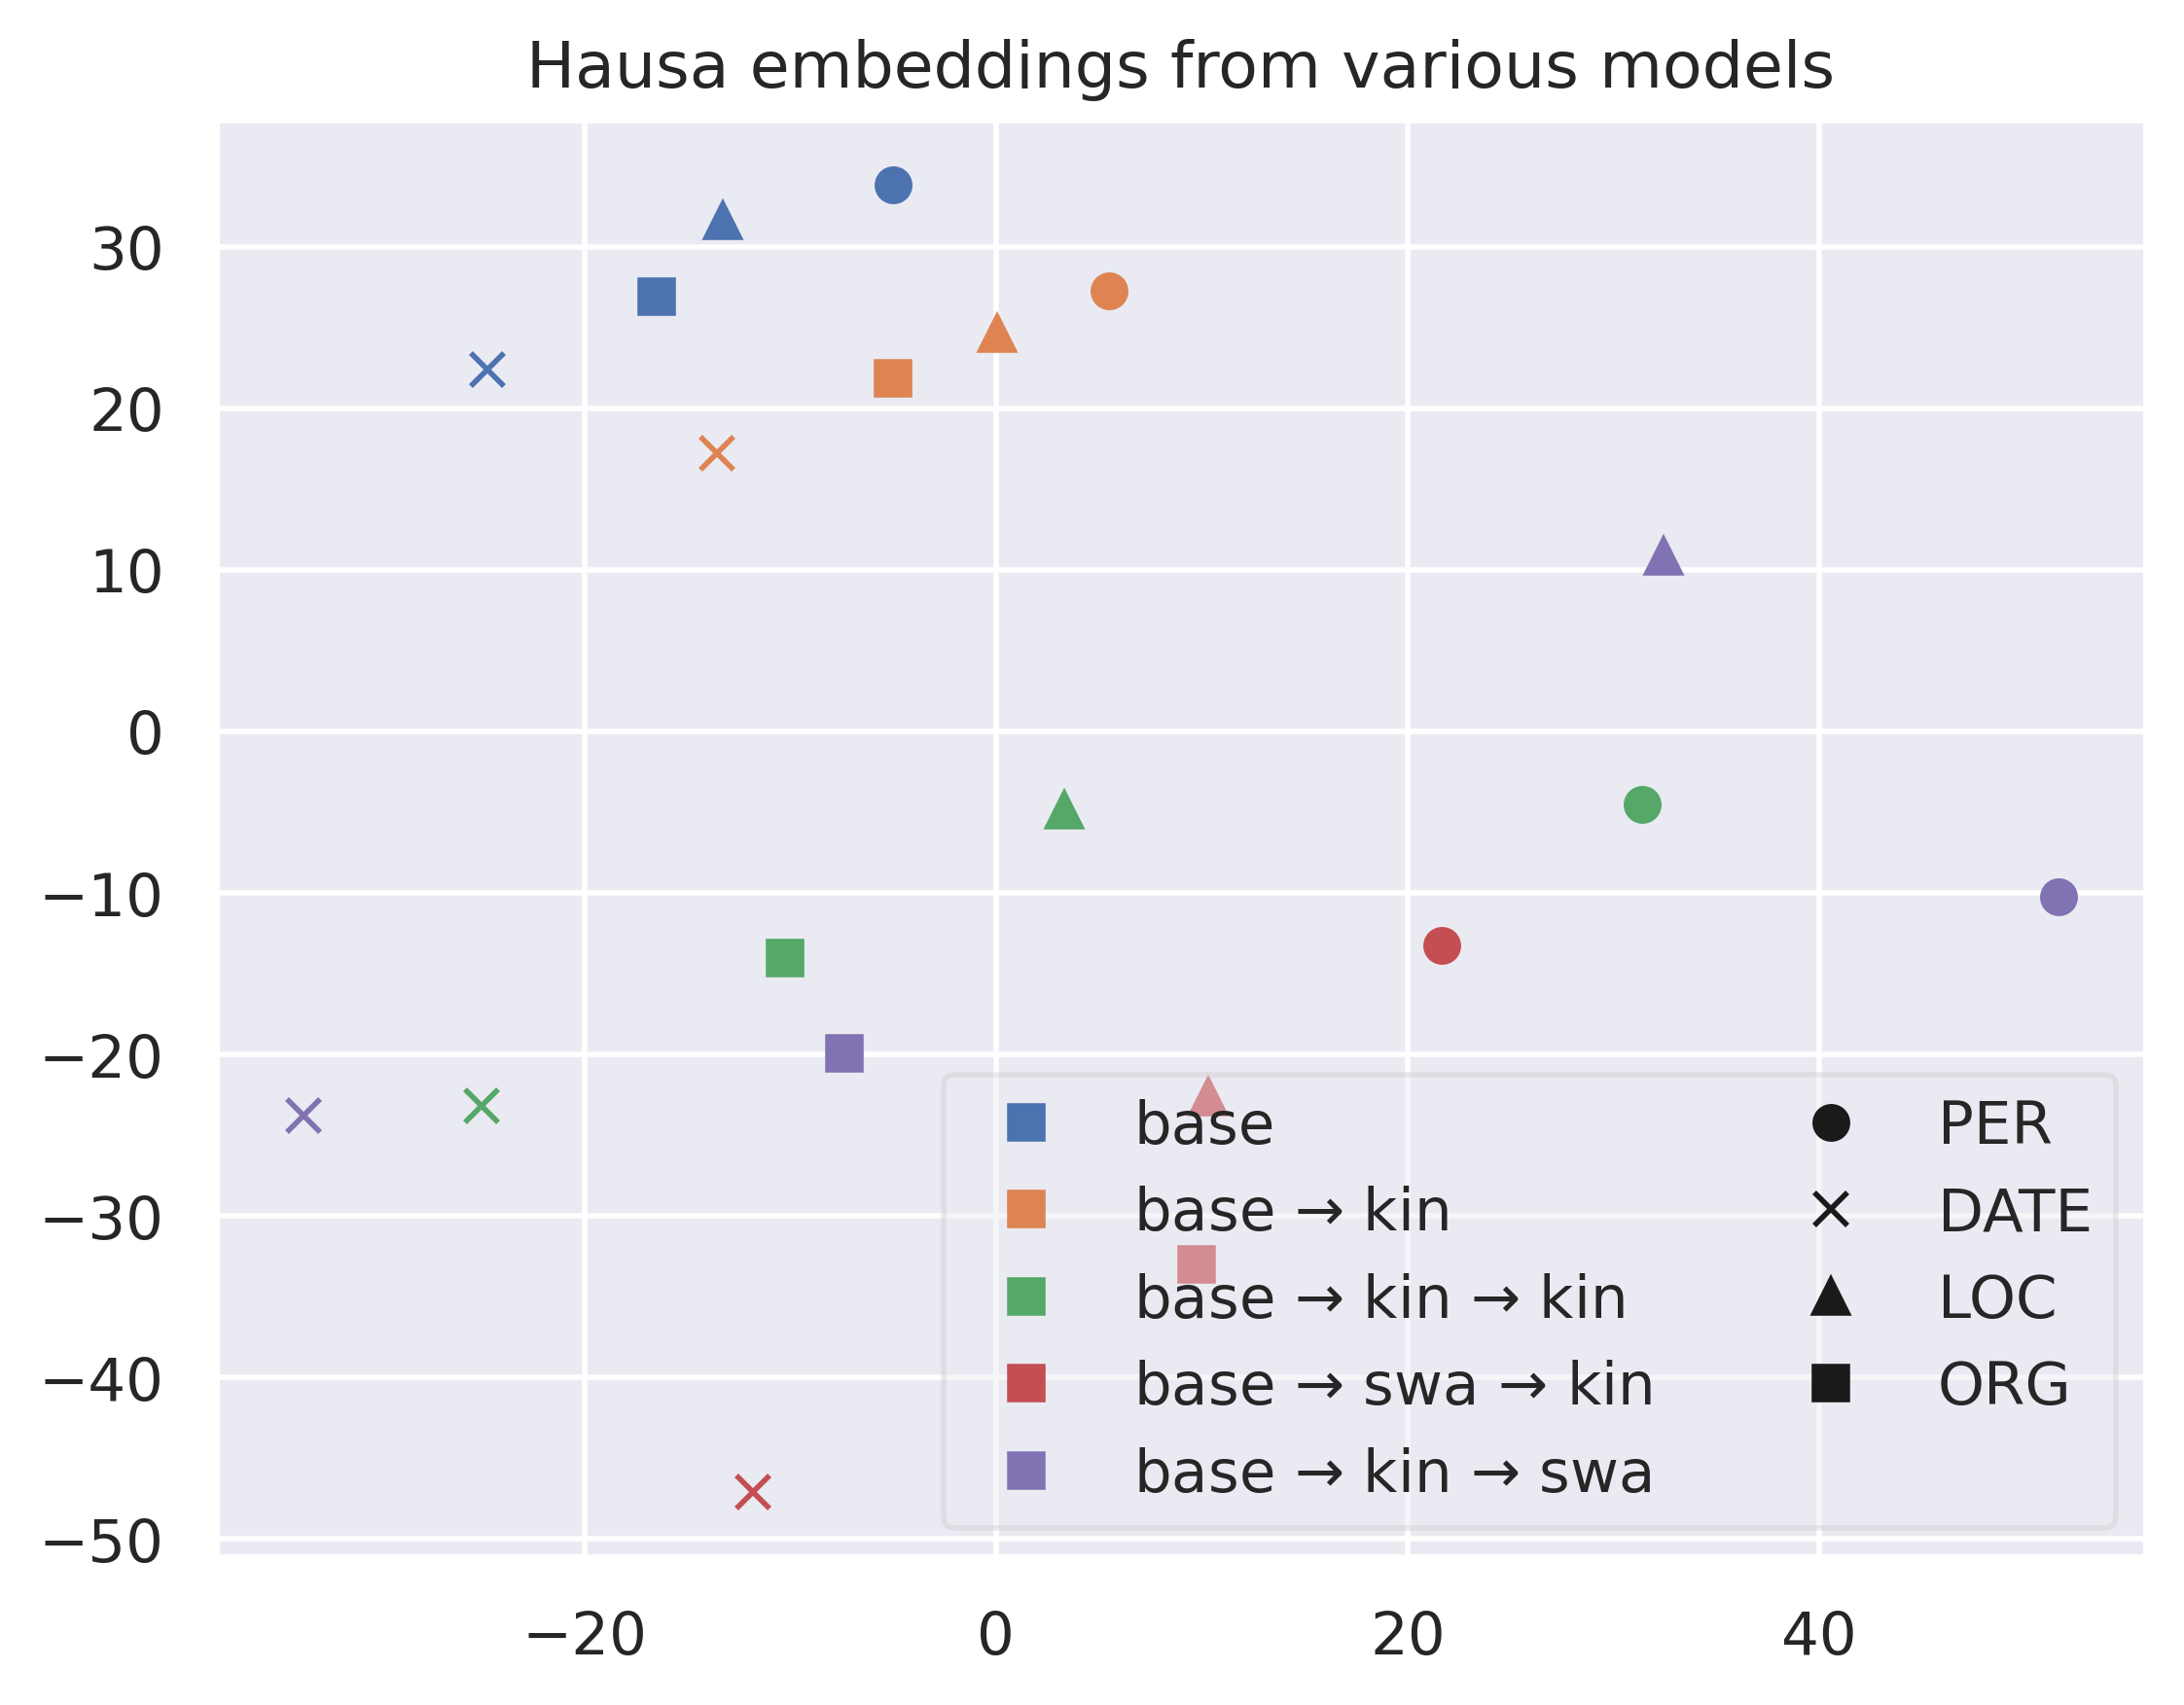 Hausa embeddings from various models
30
20
10
0
−10
−20
−30
−40
−50
−20 0 20 40
base
base → kin
base → kin → kin
base → swa → kin
base → kin → swa
PER
DATE
LOC
ORG